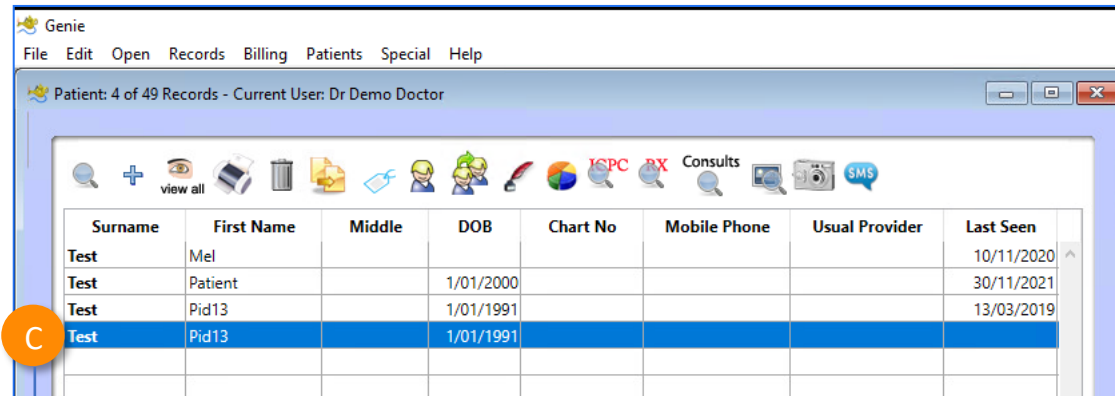 Genie
File Edit Open Records Billing Patients Special Help
Patient: 4 of 49 Records - Current User: Dr Demo Doctor
view all ICPC RX Consults SMS
Surname First Name Middle DOB Chart No Mobile Phone Usual Provider Last Seen
Test Mel 10/11/2020
Test Patient 1/01/2000 30/11/2021
Test Pid13 1/01/1991 13/03/2019
C Test Pid13 1/01/1991